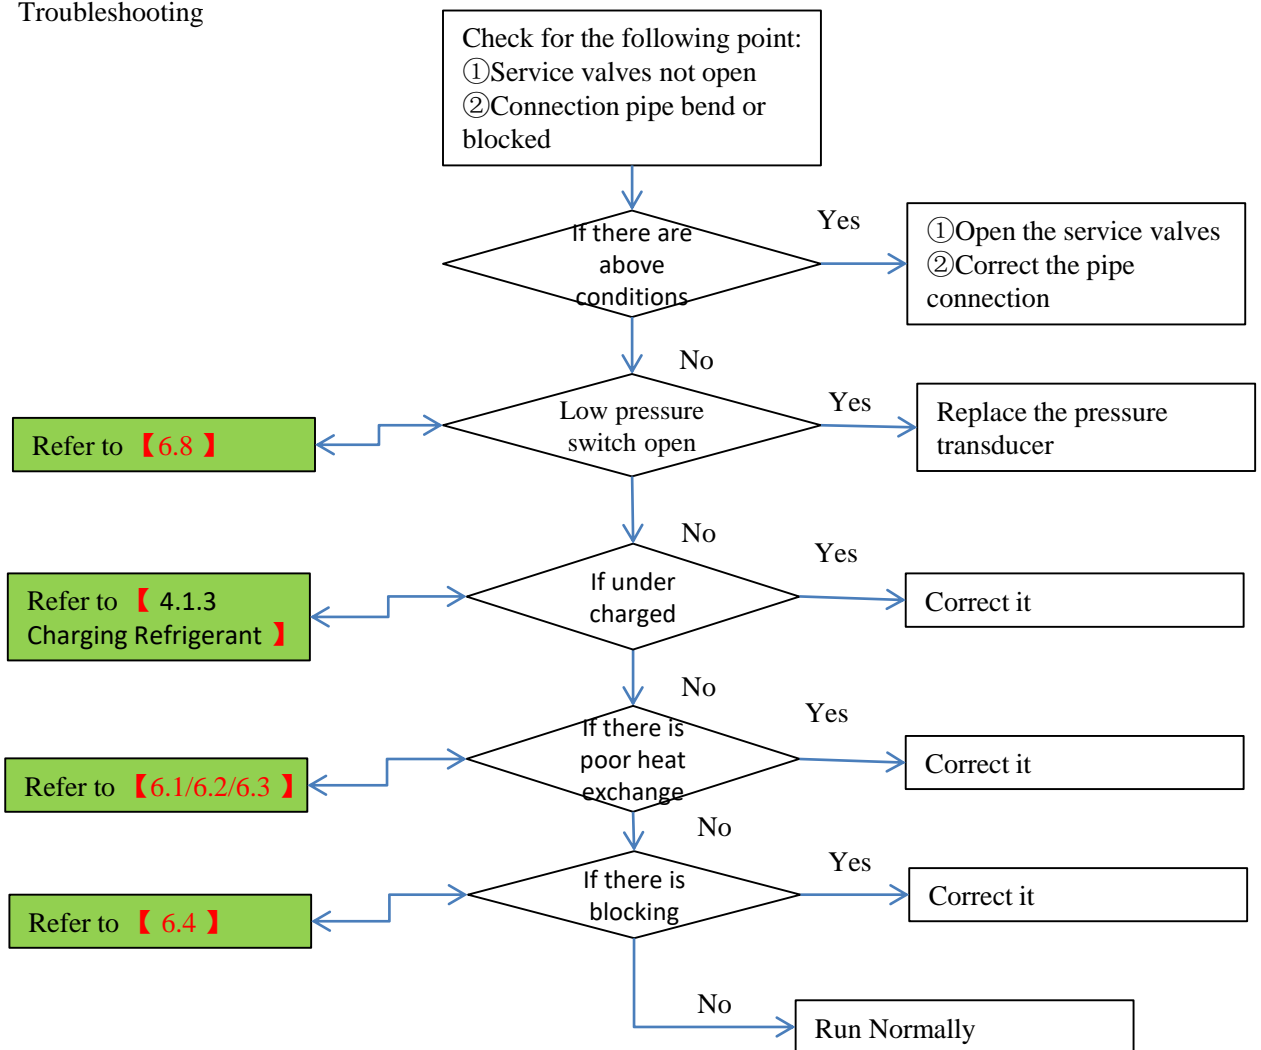 Troubleshooting
Check for the following point:
①Service valves not open
②Connection pipe bend or
blocked
If there are
above
conditions
Yes
①Open the service valves
②Correct the pipe
connection
No
Low pressure
switch open
Yes
Replace the pressure
transducer
Refer to 【6.8 】
No
If under
charged
Yes
Correct it
Refer to 【 4.1.3
Charging Refrigerant 】
No
If there is
poor heat
exchange
Yes
Correct it
Refer to 【6.1/6.2/6.3 】
No
If there is
blocking
Yes
Correct it
Refer to 【 6.4 】
No
Run Normally